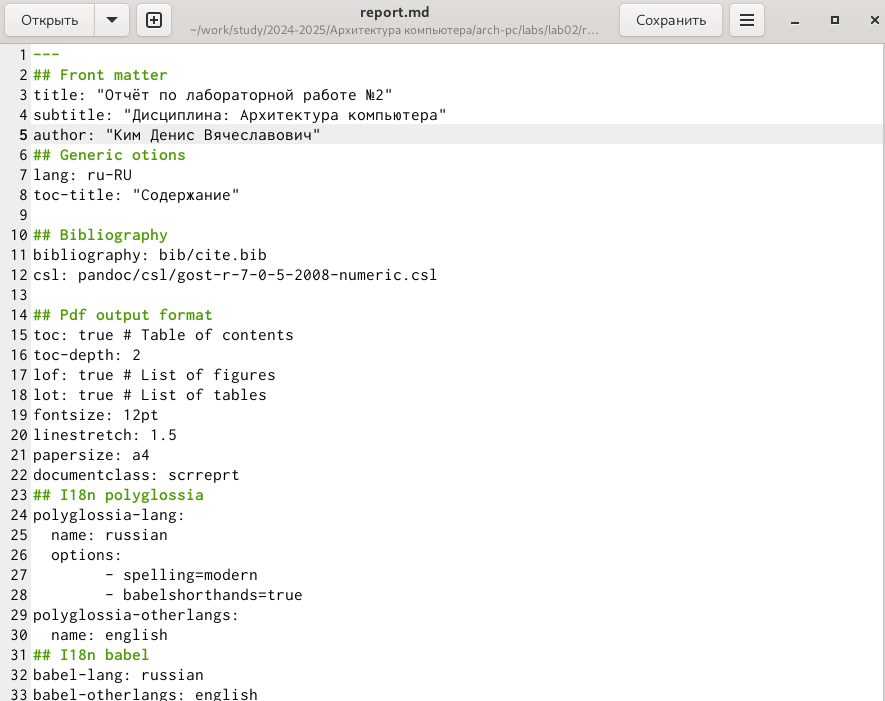 Открыть
report.md
~/work/study/2024-2025/Архитектура компьютера/arch-pc/labs/lab02/r…
Сохранить
1 ---
2 ## Front matter
3 title: "Отчёт по лабораторной работе №2"
4 subtitle: "Дисциплина: Архитектура компьютера"
5 author: "Ким Денис Вячеславович"
6 ## Generic otions
7 lang: ru-RU
8 toc-title: "Содержание"
9
10 ## Bibliography
11 bibliography: bib/cite.bib
12 csl: pandoc/csl/gost-r-7-0-5-2008-numeric.csl
13
14 ## Pdf output format
15 toc: true # Table of contents
16 toc-depth: 2
17 lof: true # List of figures
18 lot: true # List of tables
19 fontsize: 12pt
20 linestretch: 1.5
21 papersize: a4
22 documentclass: scrreprt
23 ## I18n polyglossia
24 polyglossia-lang:
25   name: russian
26   options:
27         - spelling=modern
28         - babelshorthands=true
29 polyglossia-otherlangs:
30   name: english
31 ## I18n babel
32 babel-lang: russian
33 babel-otherlangs: english